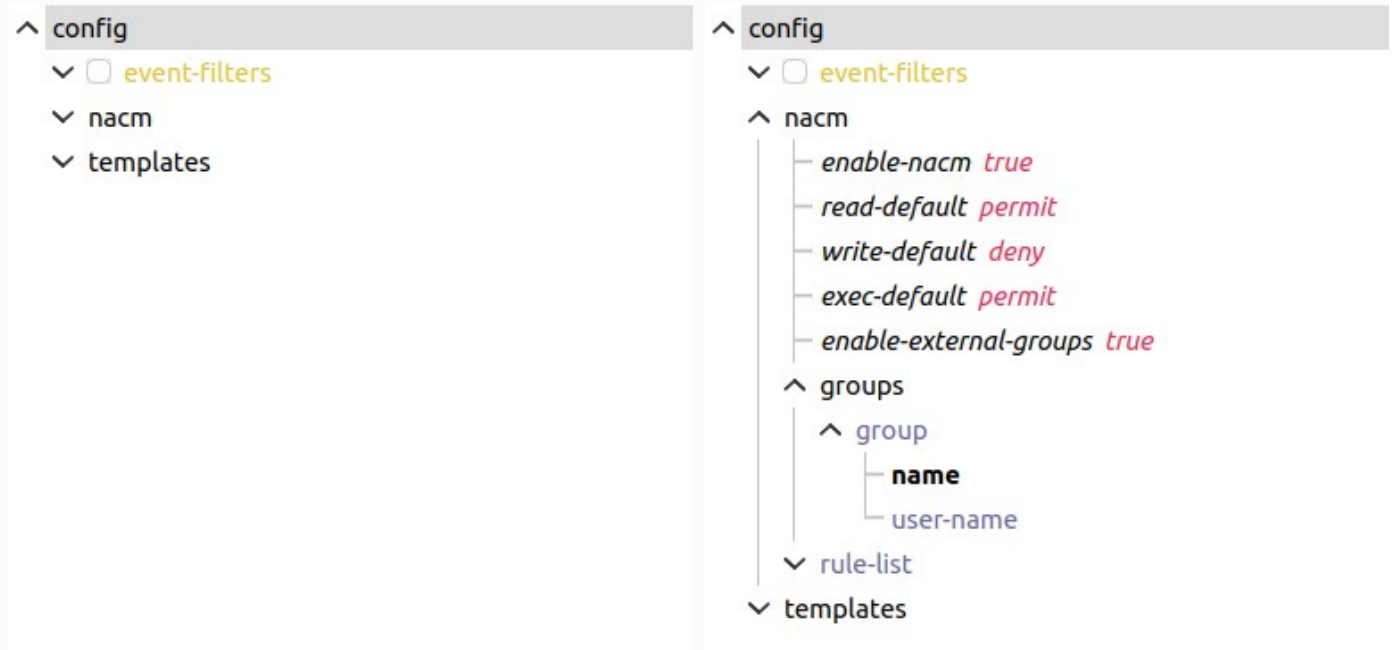 config
event-filters
nacm
templates
config
event-filters
nacm
enable-nacm true
read-default permit
write-default deny
exec-default permit
enable-external-groups true
groups
group
name
user-name
rule-list
templates